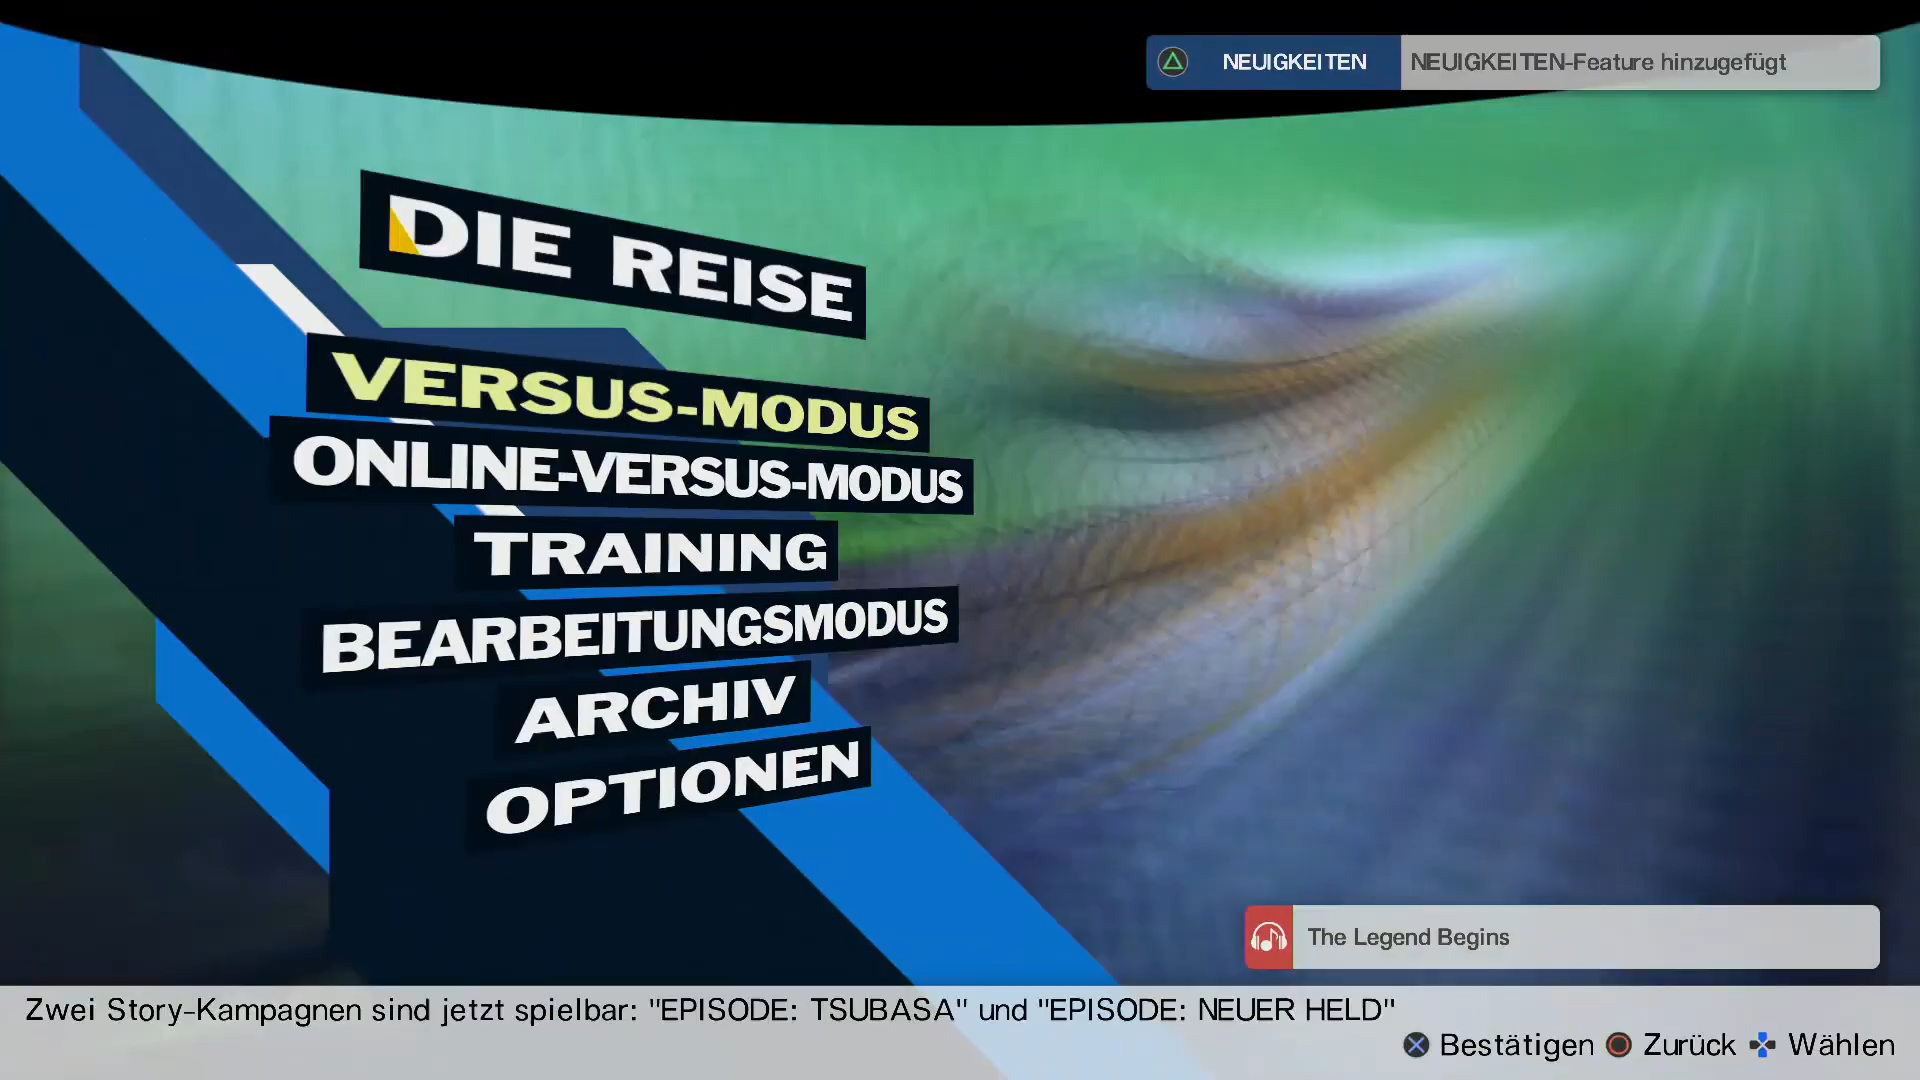 NEUIGKEITEN NEUIGKEITEN-Feature hinzugefügt
DIE REISE
VERSUS-MODUS
ONLINE-VERSUS-MODUS
TRAINING
BEARBEITUNGSMODUS
ARCHIV
OPTIONEN
The Legend Begins
Zwei Story-Kampagnen sind jetzt spielbar: "EPISODE: TSUBASA" und "EPISODE: NEUER HELD"
Bestätigen Zurück Wählen